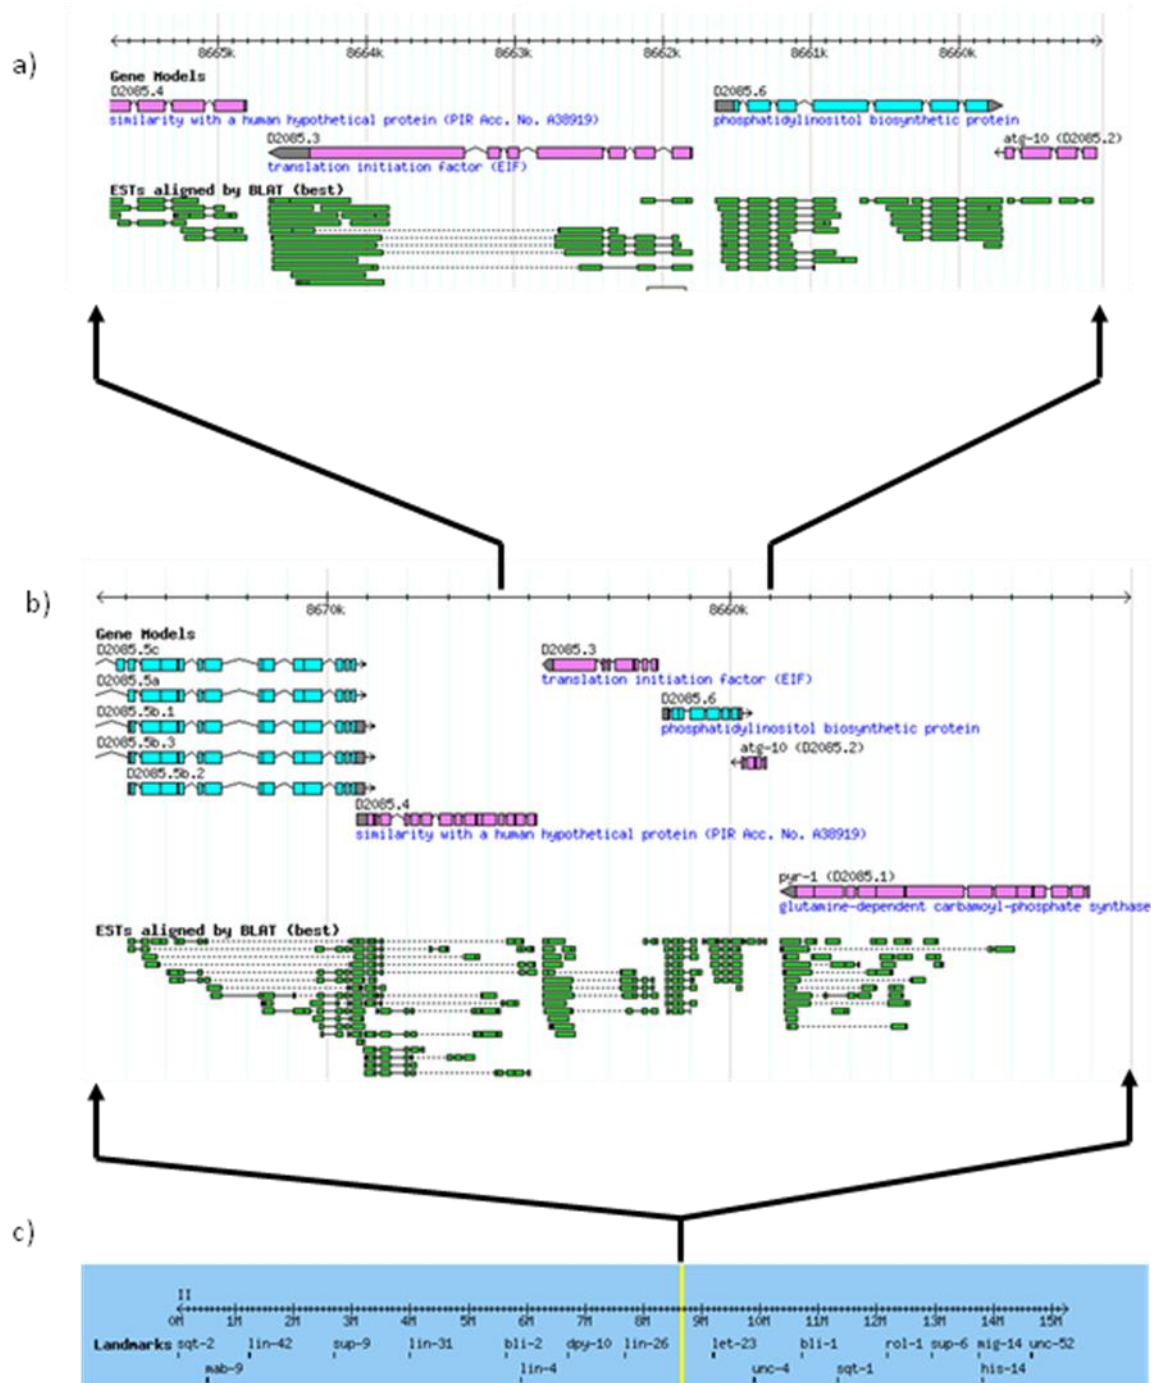 a)
8665k 8664k 8663k 8662k 8661k 8660k
Gene Models
D2085.4 D2085.6
similarity with a human hypothetical protein (PIR Acc. No. A38919) phosphatidylinositol biosynthetic protein
D2085.3 atg-10 (D2085.2)
translation initiation factor (EIF)
ESTs aligned by BLAT (best)
b)
8670k 8660k
Gene Models
D2085.5c D2085.3
translation initiation factor (EIF)
D2085.5a D2085.6
D2085.5b.1 phosphatidylinositol biosynthetic protein
D2085.5b.3 atg-10 (D2085.2)
D2085.5b.2
D2085.4
similarity with a human hypothetical protein (PIR Acc. No. A38919)
pyr-1 (D2085.1)
glutamine-dependent carbamoyl-phosphate synthase
ESTs aligned by BLAT (best)
c)
II
0M 1M 2M 3M 4M 5M 6M 7M 8M 9M 10M 11M 12M 13M 14M 15M
Landmarks sqt-2 lin-42 sup-9 lin-31 bli-2 dpy-10 lin-26 let-23 bli-1 rol-1 sup-6 mig-14 unc-52
mab-9 lin-4 unc-4 sqt-1 his-14